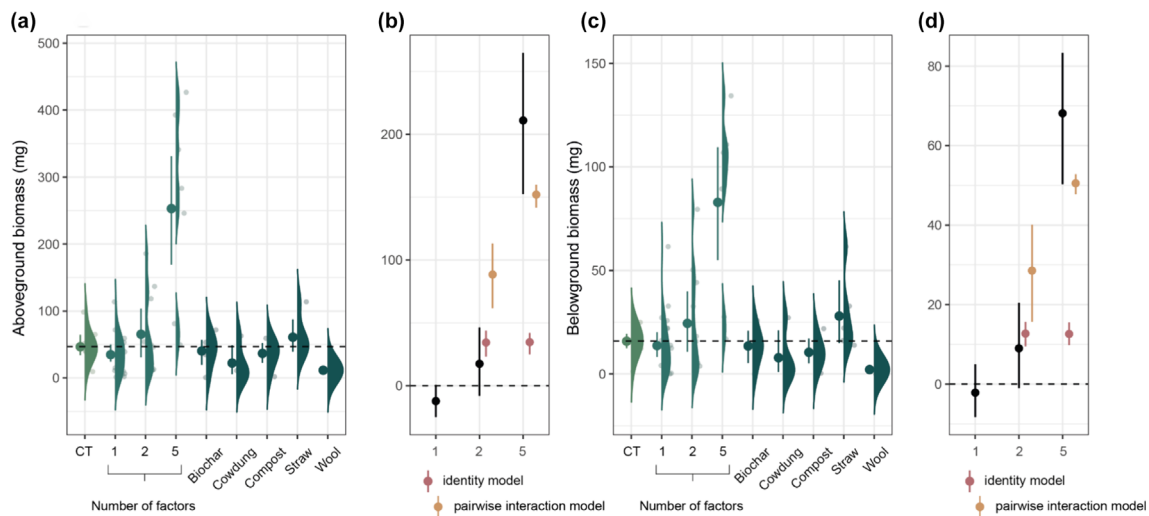 (a)
Aboveground biomass (mg)
500
400
300
200
100
0
CT
1
2
5
Biochar
Cowdung
Compost
Straw
Wool
Number of factors
(b)
200
100
0
1
2
5
identity model
pairwise interaction model
(c)
Belowground biomass (mg)
150
100
50
0
CT
1
2
5
Biochar
Cowdung
Compost
Straw
Wool
Number of factors
(d)
80
60
40
20
0
1
2
5
identity model
pairwise interaction model